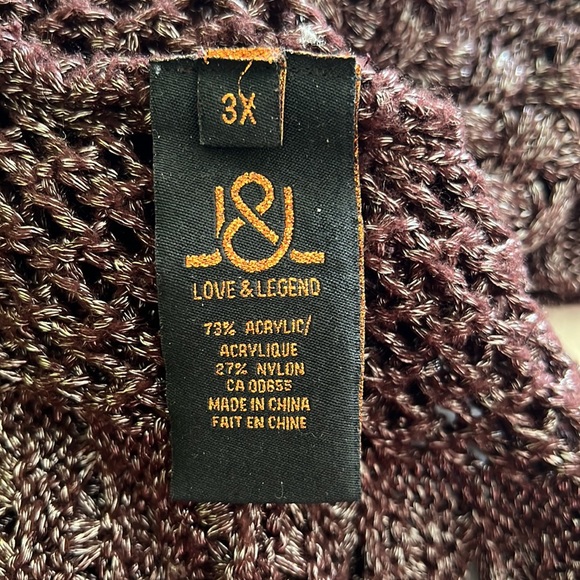 3X
LOVE & LEGEND
73% ACRYLIC/
ACRYLIQUE
27% NYLON
CA 00655
MADE IN CHINA
FAIT EN CHINE